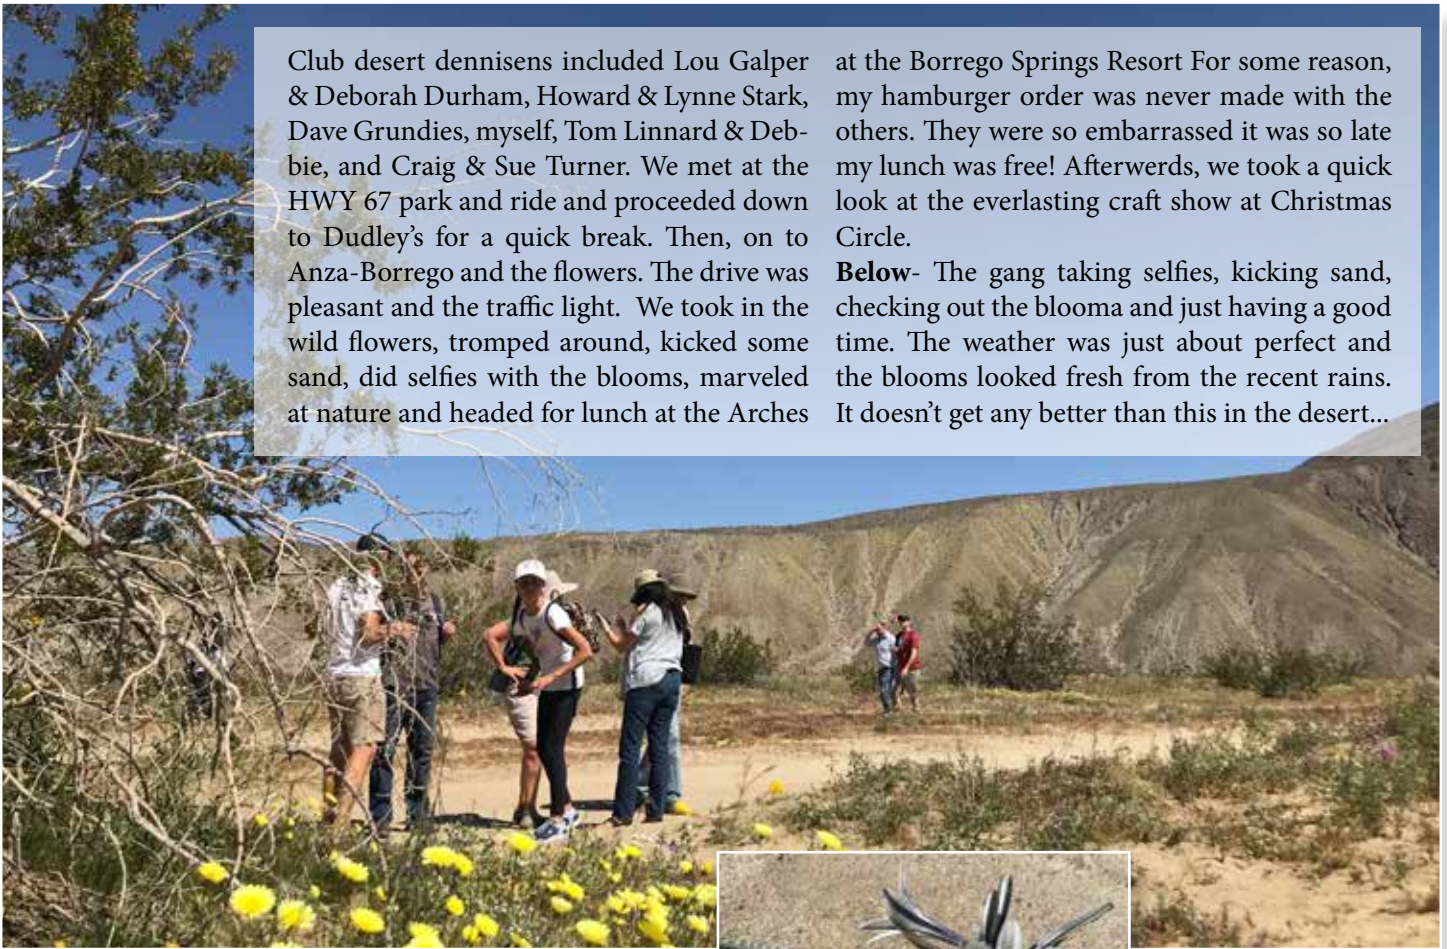 Club desert dennisens included Lou Galper
& Deborah Durham, Howard & Lynne Stark,
Dave Grundies, myself, Tom Linnard & Deb-
bie, and Craig & Sue Turner. We met at the
HWY 67 park and ride and proceeded down
to Dudley's for a quick break. Then, on to
Anza-Borrego and the flowers. The drive was
pleasant and the traffic light.  We took in the
wild flowers, tromped around, kicked some
sand, did selfies with the blooms, marveled
at nature and headed for lunch at the Arches
at the Borrego Springs Resort For some reason,
my hamburger order was never made with the
others. They were so embarrassed it was so late
my lunch was free! Afterwerds, we took a quick
look at the everlasting craft show at Christmas
Circle.
Below- The gang taking selfies, kicking sand,
checking out the blooma and just having a good
time. The weather was just about perfect and
the blooms looked fresh from the recent rains.
It doesn't get any better than this in the desert...